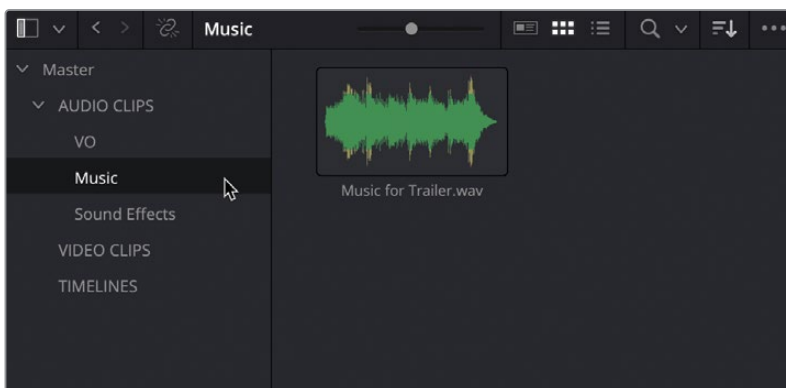 Music
Master
AUDIO CLIPS
VO
Music
Sound Effects
VIDEO CLIPS
TIMELINES
Music for Trailer.wav